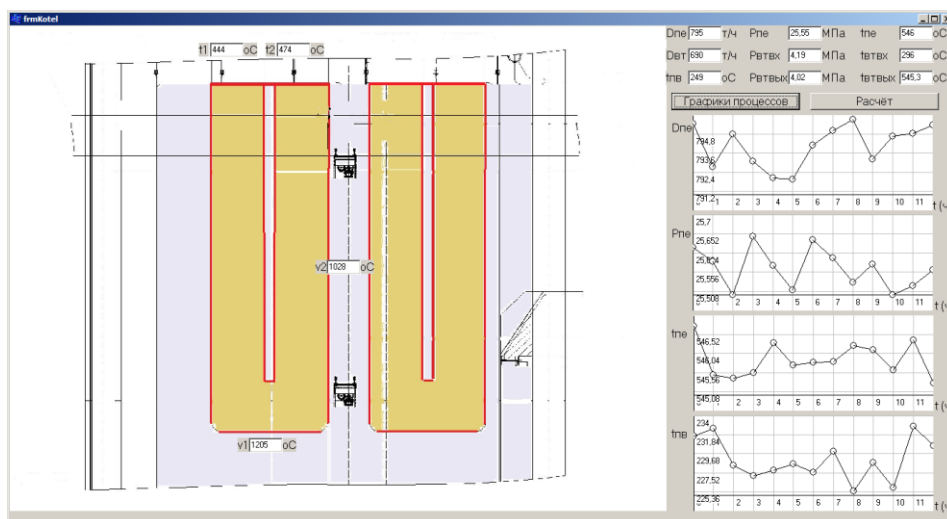 frmKotel
t1 444 oC t2 474 oC
v2 1028 oC
v1 1205 oC
Dпе 795 т/ч Pпе 25,55 МПа tпе 546 oC
Dвт 690 т/ч Pвтвх 4,19 МПа tвтвх 296 oC
tпв 249 oC Pвтвых 4,02 МПа tвтвых 545,3 oC
Графики процессов Расчёт
Dпе
794,8
793,6
792,4
791,2
1 2 3 4 5 6 7 8 9 10 11 t (ч
25,7
Pпе
25,652
25,556
25,508
1 2 3 4 5 6 7 8 9 10 11 t (ч
tпе
546,52
546,04
545,56
545,08
1 2 3 4 5 6 7 8 9 10 11 t (ч
234
tпв
231,84
229,68
227,52
225,36
1 2 3 4 5 6 7 8 9 10 11 t (ч